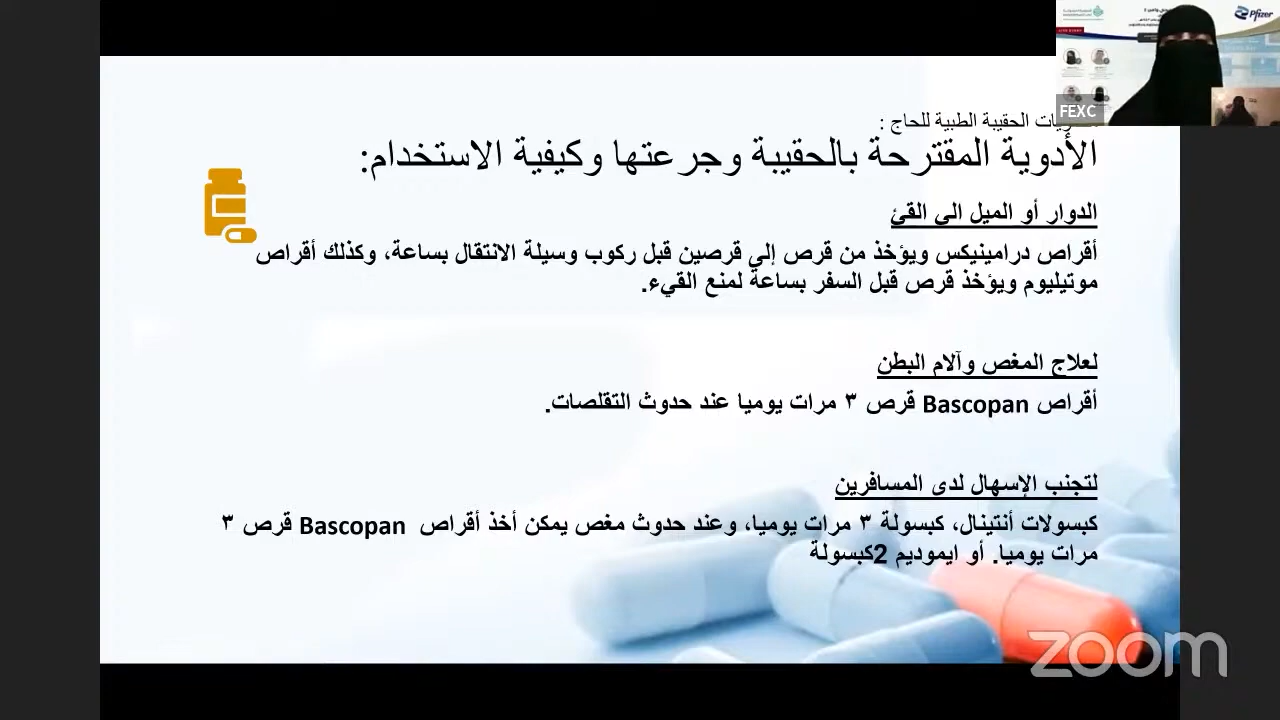 Pfizer
FEXC
الحقيبة الطبية للحاج :
الأدوية المقترحة بالحقيبة وجرعتها وكيفية الاستخدام:
الدوار أو الميل الى القئ
أقراص درامينيكس ويؤخذ من قرص إلى قرصين قبل ركوب وسيلة الانتقال بساعة، وكذلك أقراص
موتيليوم ويؤخذ قرص قبل السفر بساعة لمنع القيء.
لعلاج المغص وآلام البطن
أقراص Bascopan قرص ٣ مرات يوميا عند حدوث التقلصات.
لتجنب الإسهال لدى المسافرين
كبسولات أنتينال، كبسولة ٣ مرات يوميا، وعند حدوث مغص يمكن أخذ أقراص Bascopan قرص ٣
مرات يوميا. أو ايموديم 2كبسولة
zoom